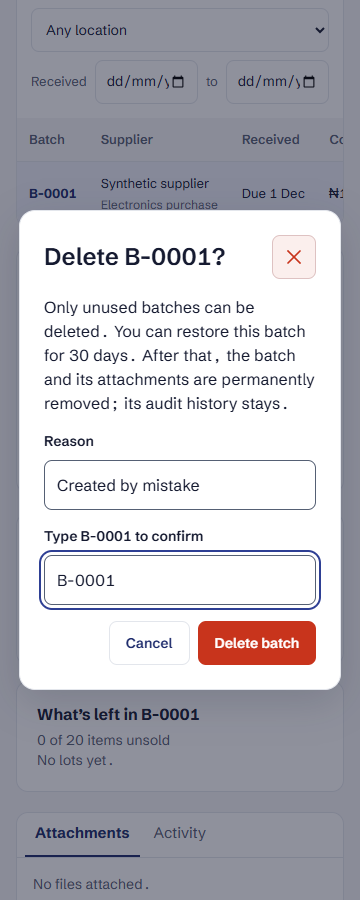 Any location
Received dd/mm/y to dd/mm/y
Batch Supplier Received
B-0001 Synthetic supplier Due 1 Dec
Electronics purchase
Delete B-0001?
Only unused batches can be
deleted. You can restore this batch
for 30 days. After that, the batch
and its attachments are permanently
removed; its audit history stays.
Reason
Created by mistake
Type B-0001 to confirm
B-0001
Cancel Delete batch
What's left in B-0001
0 of 20 items unsold
No lots yet.
Attachments Activity
No files attached.